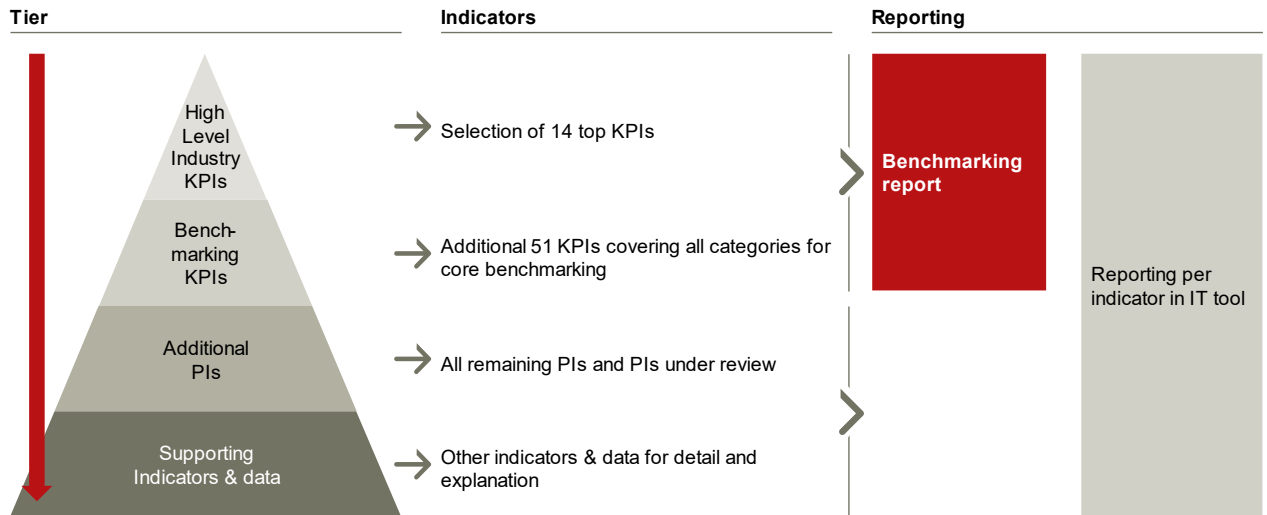 Tier
Indicators
Reporting
High
Level
Industry
KPIs
Selection of 14 top KPIs
Benchmarking
report
Bench-
marking
KPIs
Additional 51 KPIs covering all categories for
core benchmarking
Reporting per
indicator in IT tool
Additional
PIs
All remaining PIs and PIs under review
Supporting
Indicators & data
Other indicators & data for detail and
explanation